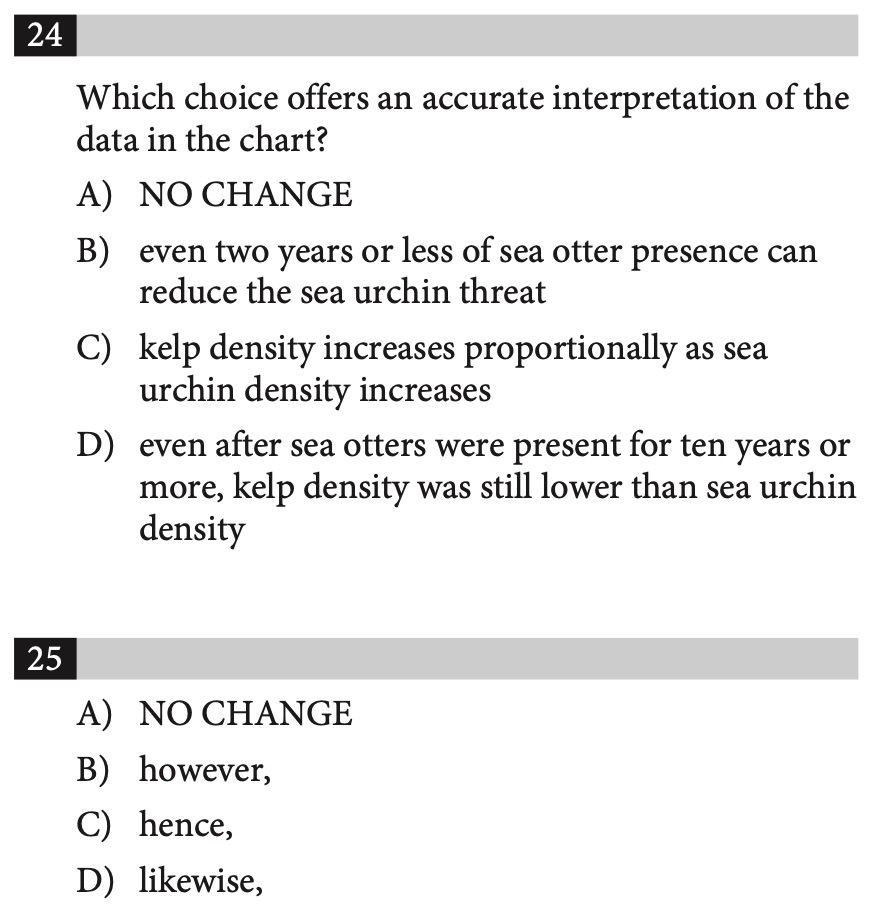 24
Which choice offers an accurate interpretation of the
data in the chart?
A) NO CHANGE
B) even two years or less of sea otter presence can
reduce the sea urchin threat
C) kelp density increases proportionally as sea
urchin density increases
D) even after sea otters were present for ten years or
more, kelp density was still lower than sea urchin
density
25
A) NO CHANGE
B) however,
C) hence,
D) likewise,